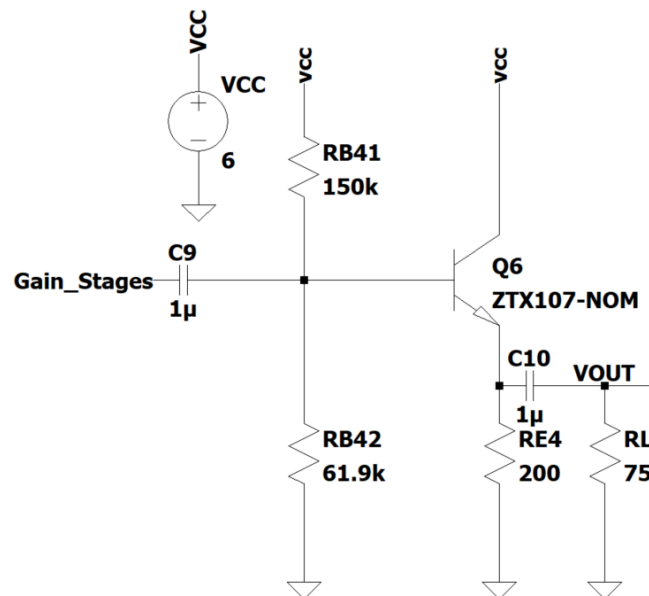 VCC
VCC
6
vcc
vcc
RB41
150k
C9
Gain_Stages
1µ
Q6
ZTX107-NOM
C10
VOUT
1µ
RB42
61.9k
RE4
200
RL
75